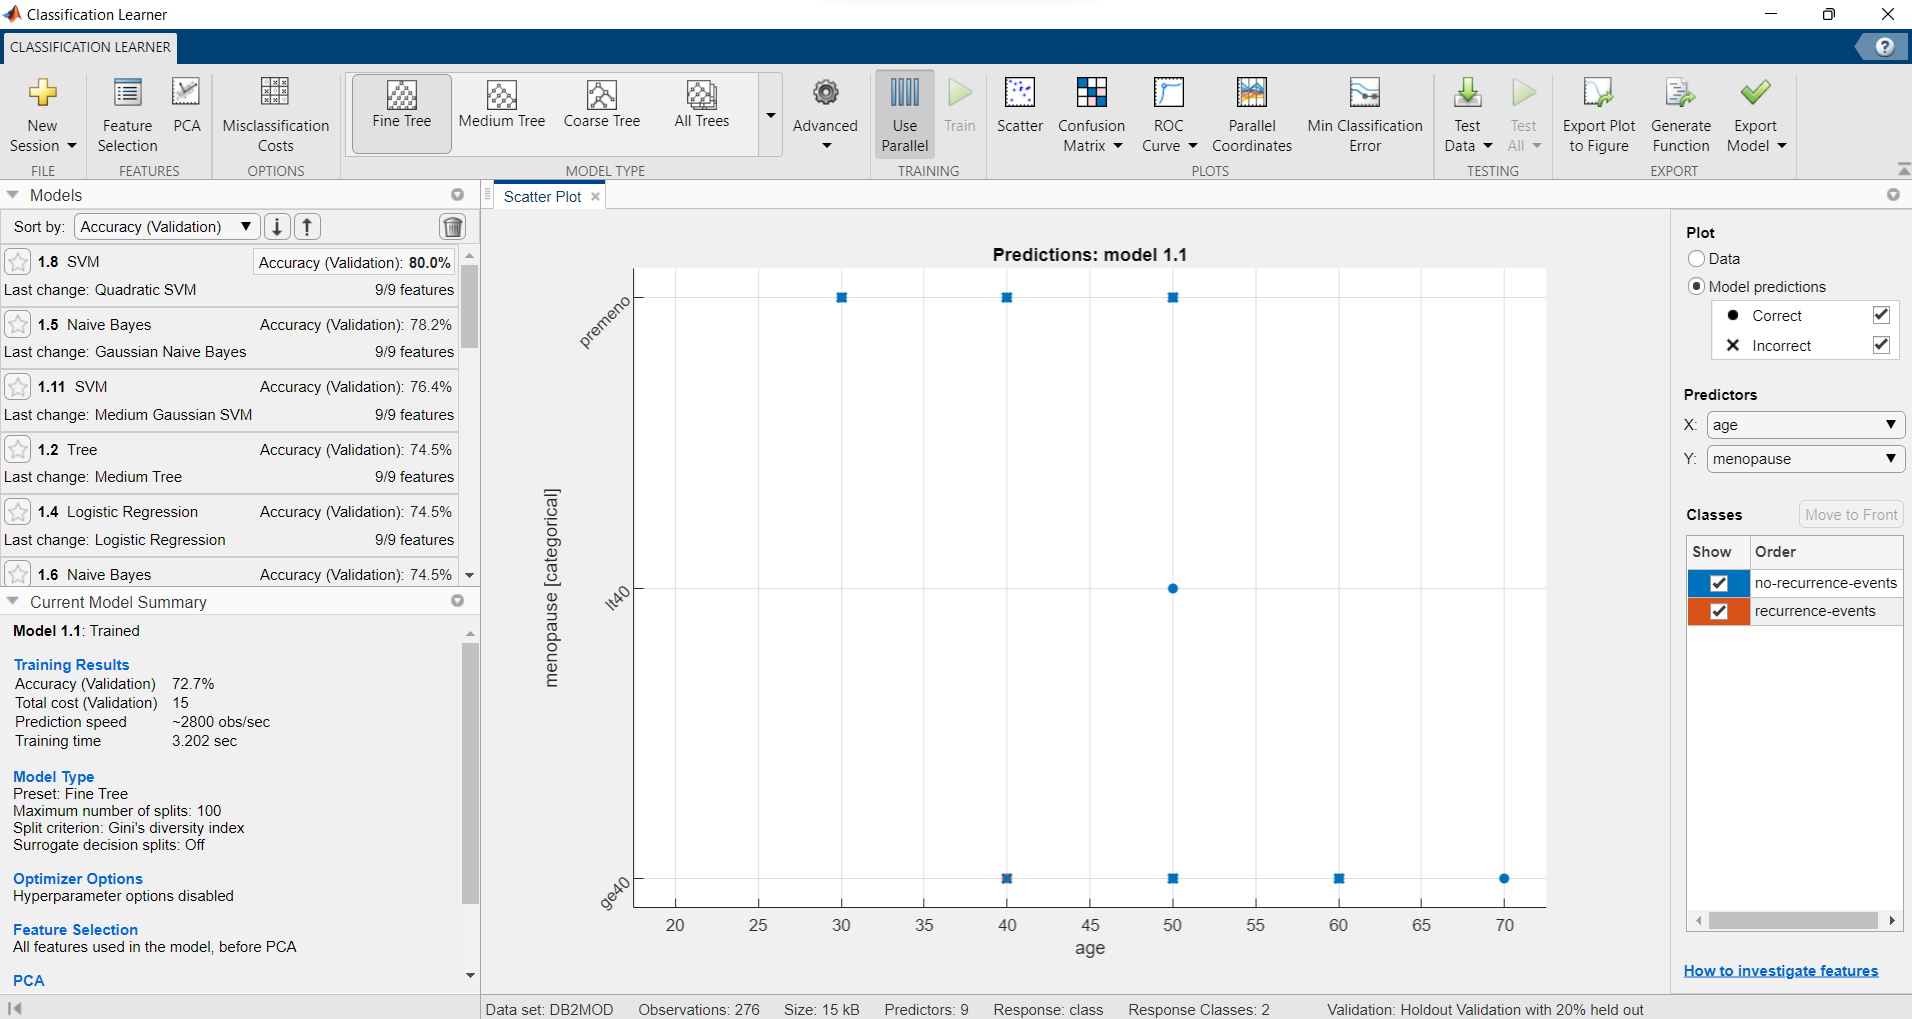 Classification Learner
CLASSIFICATION LEARNER
New Session
Feature Selection
PCA
Misclassification Costs
Fine Tree
Medium Tree
Coarse Tree
All Trees
Advanced
Use Parallel
Train
Scatter
Confusion Matrix
ROC Curve
Parallel Coordinates
Min Classification Error
Test Data
Test All
Export Plot to Figure
Generate Function
Export Model
FILE
FEATURES
OPTIONS
MODEL TYPE
TRAINING
PLOTS
TESTING
EXPORT
Models
Sort by: Accuracy (Validation)
1.8 SVM Accuracy (Validation): 80.0%
Last change: Quadratic SVM 9/9 features
1.5 Naive Bayes Accuracy (Validation): 78.2%
Last change: Gaussian Naive Bayes 9/9 features
1.11 SVM Accuracy (Validation): 76.4%
Last change: Medium Gaussian SVM 9/9 features
1.2 Tree Accuracy (Validation): 74.5%
Last change: Medium Tree 9/9 features
1.4 Logistic Regression Accuracy (Validation): 74.5%
Last change: Logistic Regression 9/9 features
1.6 Naive Bayes Accuracy (Validation): 74.5%
Current Model Summary
Model 1.1: Trained
Training Results
Accuracy (Validation) 72.7%
Total cost (Validation) 15
Prediction speed ~2800 obs/sec
Training time 3.202 sec
Model Type
Preset: Fine Tree
Maximum number of splits: 100
Split criterion: Gini's diversity index
Surrogate decision splits: Off
Optimizer Options
Hyperparameter options disabled
Feature Selection
All features used in the model, before PCA
PCA
Scatter Plot
Predictions: model 1.1
premeno
lt40
ge40
menopause [categorical]
20 25 30 35 40 45 50 55 60 65 70
age
Plot
Data
Model predictions
Correct
Incorrect
Predictors
X: age
Y: menopause
Classes Move to Front
Show Order
no-recurrence-events
recurrence-events
How to investigate features
Data set: DB2MOD Observations: 276 Size: 15 kB Predictors: 9 Response: class Response Classes: 2 Validation: Holdout Validation with 20% held out